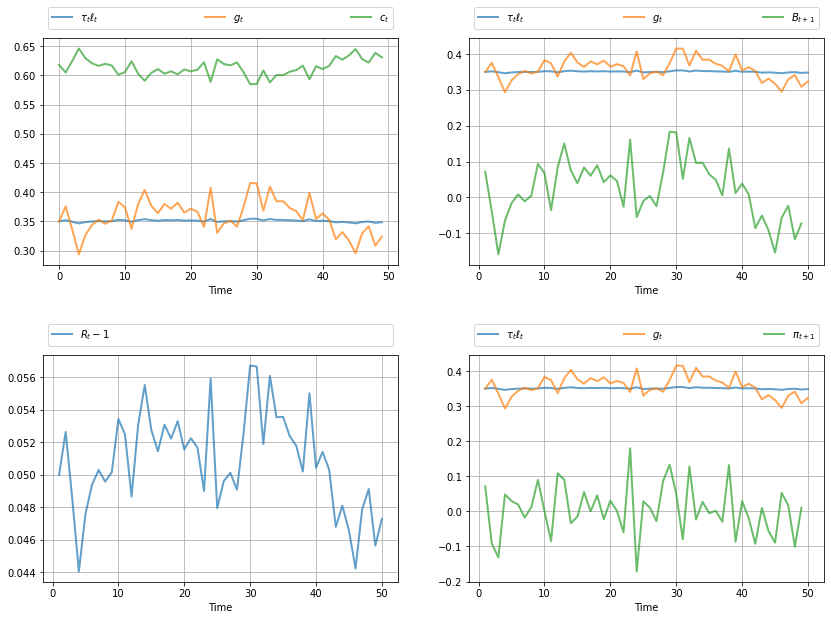 τₜℓₜ gₜ cₜ
0.65
0.60
0.55
0.50
0.45
0.40
0.35
0.30
0 10 20 30 40 50
Time
τₜℓₜ gₜ Bₜ₊₁
0.4
0.3
0.2
0.1
0.0
−0.1
0 10 20 30 40 50
Time
Rₜ − 1
0.056
0.054
0.052
0.050
0.048
0.046
0.044
0 10 20 30 40 50
Time
τₜℓₜ gₜ πₜ₊₁
0.4
0.3
0.2
0.1
0.0
−0.1
−0.2
0 10 20 30 40 50
Time